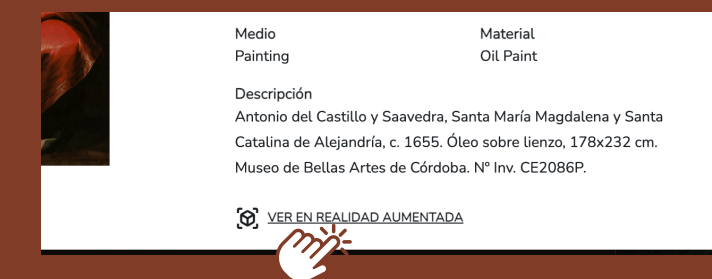 Medio
Painting
Material
Oil Paint
Descripción
Antonio del Castillo y Saavedra, Santa María Magdalena y Santa
Catalina de Alejandría, c. 1655. Óleo sobre lienzo, 178x232 cm.
Museo de Bellas Artes de Córdoba. Nº Inv. CE2086P.
VER EN REALIDAD AUMENTADA